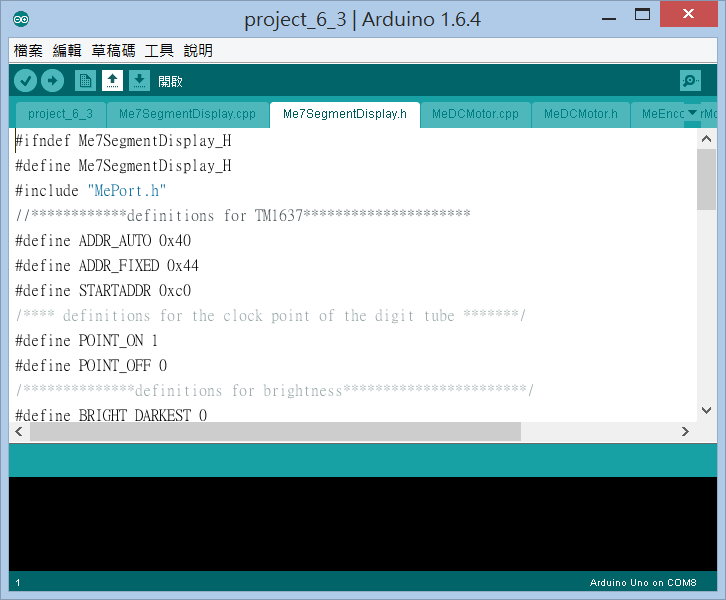 project_6_3 | Arduino 1.6.4
檔案 編輯 草稿碼 工具 說明
開啟
project_6_3 Me7SegmentDisplay.cpp Me7SegmentDisplay.h MeDCMotor.cpp MeDCMotor.h
#ifndef Me7SegmentDisplay_H
#define Me7SegmentDisplay_H
#include "MePort.h"
//************definitions for TM1637*********************
#define ADDR_AUTO 0x40
#define ADDR_FIXED 0x44
#define STARTADDR 0xc0
/**** definitions for the clock point of the digit tube *******/
#define POINT_ON 1
#define POINT_OFF 0
/**************definitions for brightness***********************/
#define BRIGHT_DARKEST 0
1
Arduino Uno on COM8